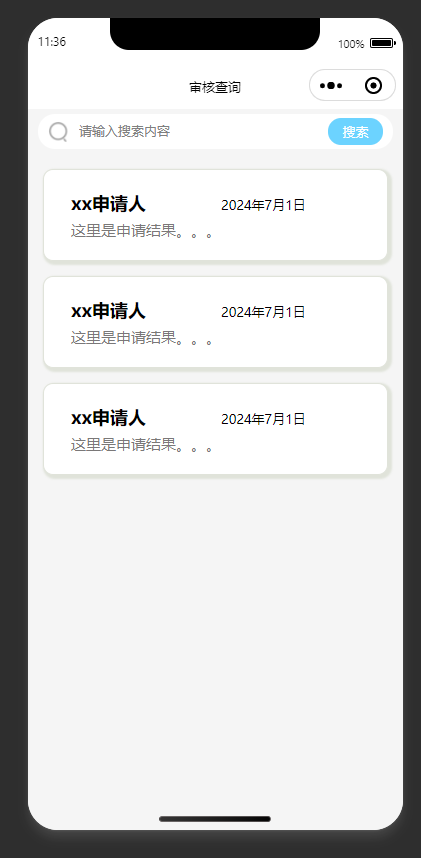 11:36
100%
审核查询
请输入搜索内容
搜索
xx申请人
2024年7月1日
这里是申请结果。。。
xx申请人
2024年7月1日
这里是申请结果。。。
xx申请人
2024年7月1日
这里是申请结果。。。